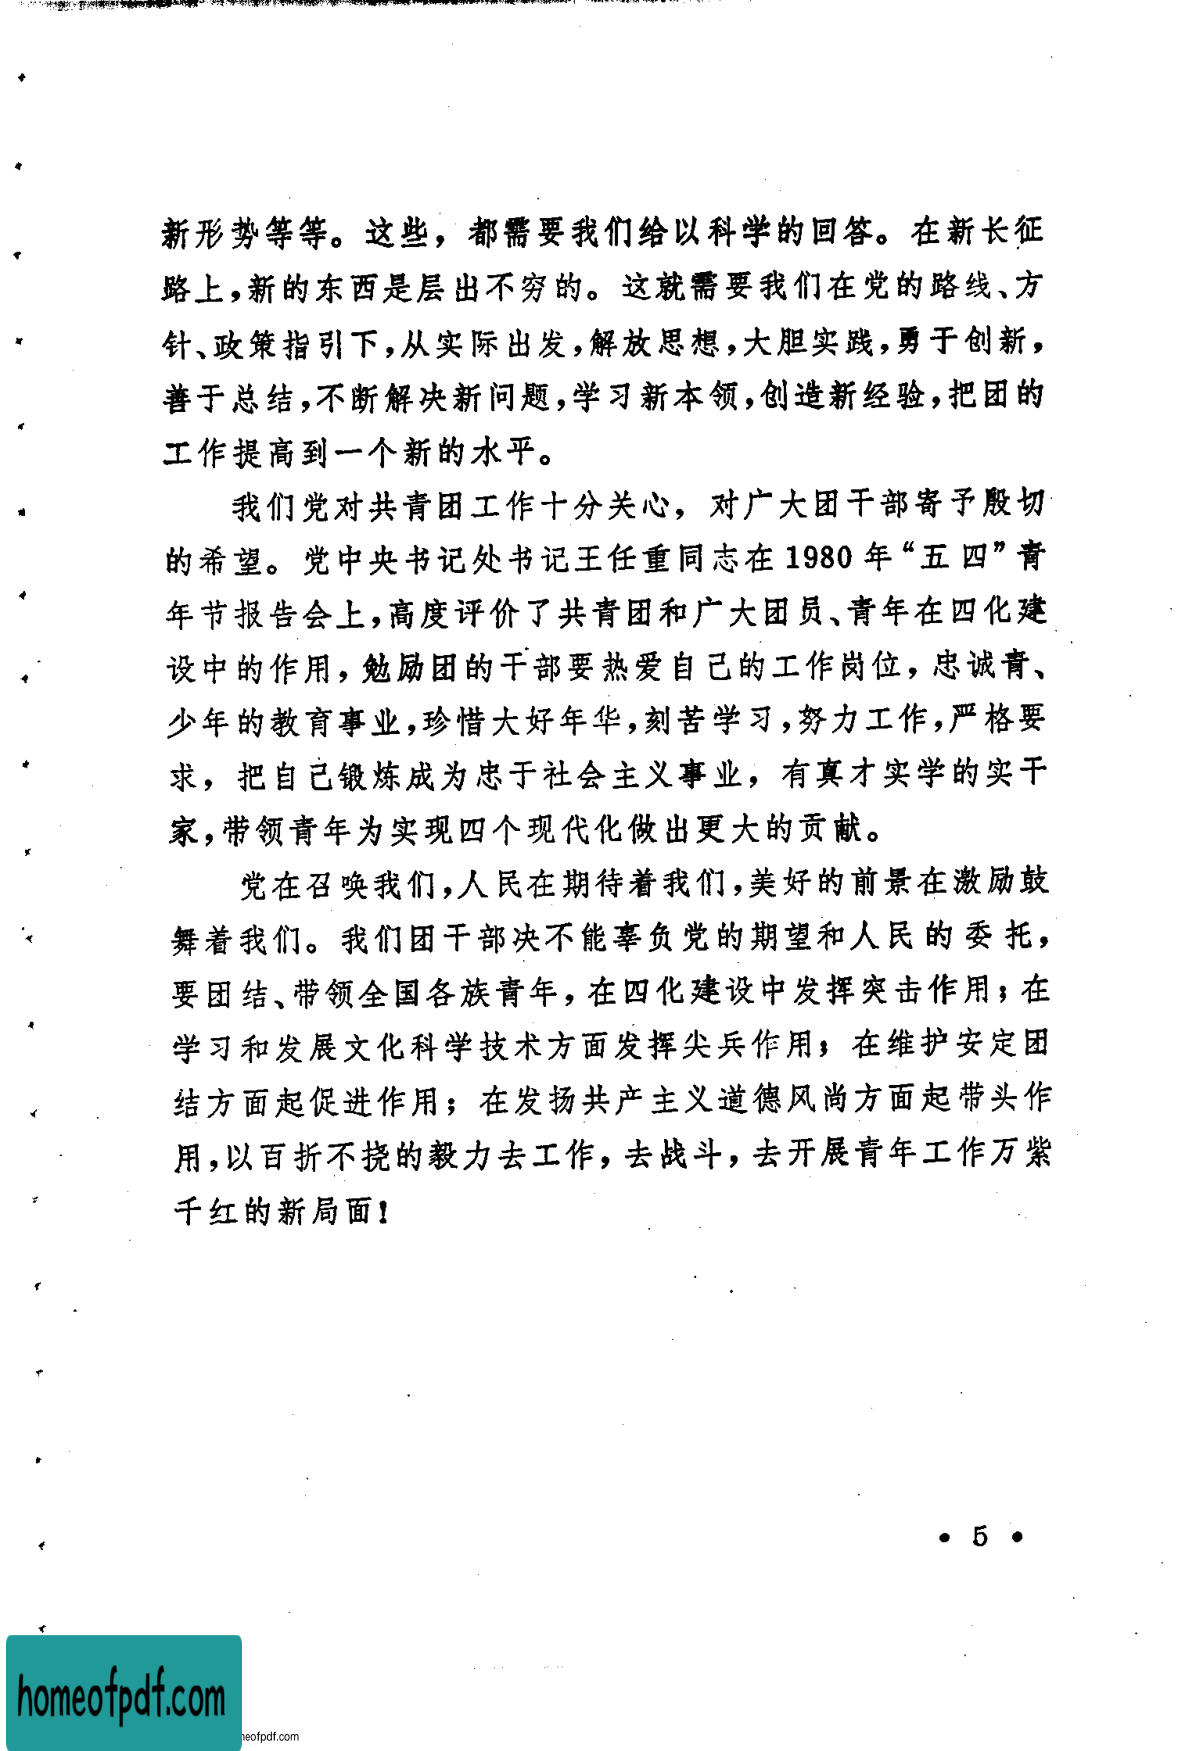 新形势等等。这些，都需要我们给以科学的回答。在新长征
路上，新的东西是层出不穷的。这就需要我们在党的路线、方
针、政策指引下，从实际出发，解放思想，大胆实践，勇于创新，
善于总结，不断解决新问题，学习新本领，创造新经验，把团的
工作提高到一个新的水平。
我们党对共青团工作十分关心，对广大团干部寄予殷切
的希望。党中央书记处书记王任重同志在1980年“五四”青
年节报告会上，高度评价了共青团和广大团员、青年在四化建
设中的作用，勉励团的干部要热爱自己的工作岗位，忠诚青、
少年的教育事业，珍惜大好年华，刻苦学习，努力工作，严格要
求，把自己锻炼成为忠于社会主义事业，有真才实学的实干
家，带领青年为实现四个现代化做出更大的贡献。
党在召唤我们，人民在期待着我们，美好的前景在激励鼓
舞着我们。我们团干部决不能辜负党的期望和人民的委托，
要团结、带领全国各族青年，在四化建设中发挥突击作用；在
学习和发展文化科学技术方面发挥尖兵作用；在维护安定团
结方面起促进作用；在发扬共产主义道德风尚方面起带头作
用，以百折不挠的毅力去工作，去战斗，去开展青年工作万紫
千红的新局面！
• 5 •
homeofpdf.com
neofpdf.com